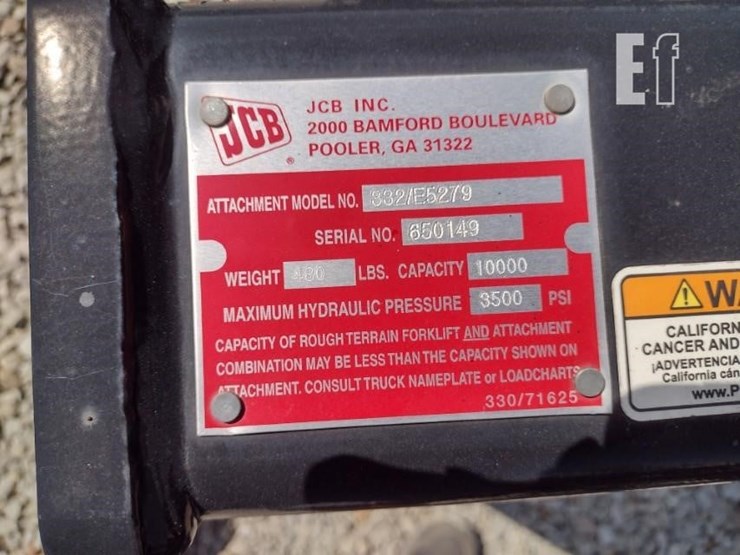 Ef
JCB
®
JCB INC.
2000 BAMFORD BOULEVARD
POOLER, GA 31322
ATTACHMENT MODEL NO. 332/E5279
SERIAL NO. 650149
WEIGHT 480 LBS. CAPACITY 10000
MAXIMUM HYDRAULIC PRESSURE 3500 PSI
CAPACITY OF ROUGH TERRAIN FORKLIFT AND ATTACHMENT
COMBINATION MAY BE LESS THAN THE CAPACITY SHOWN ON
ATTACHMENT. CONSULT TRUCK NAMEPLATE or LOADCHARTS
330/71625
WA
CALIFORN
CANCER AND
¡ADVERTENCIA
California cán
www.P